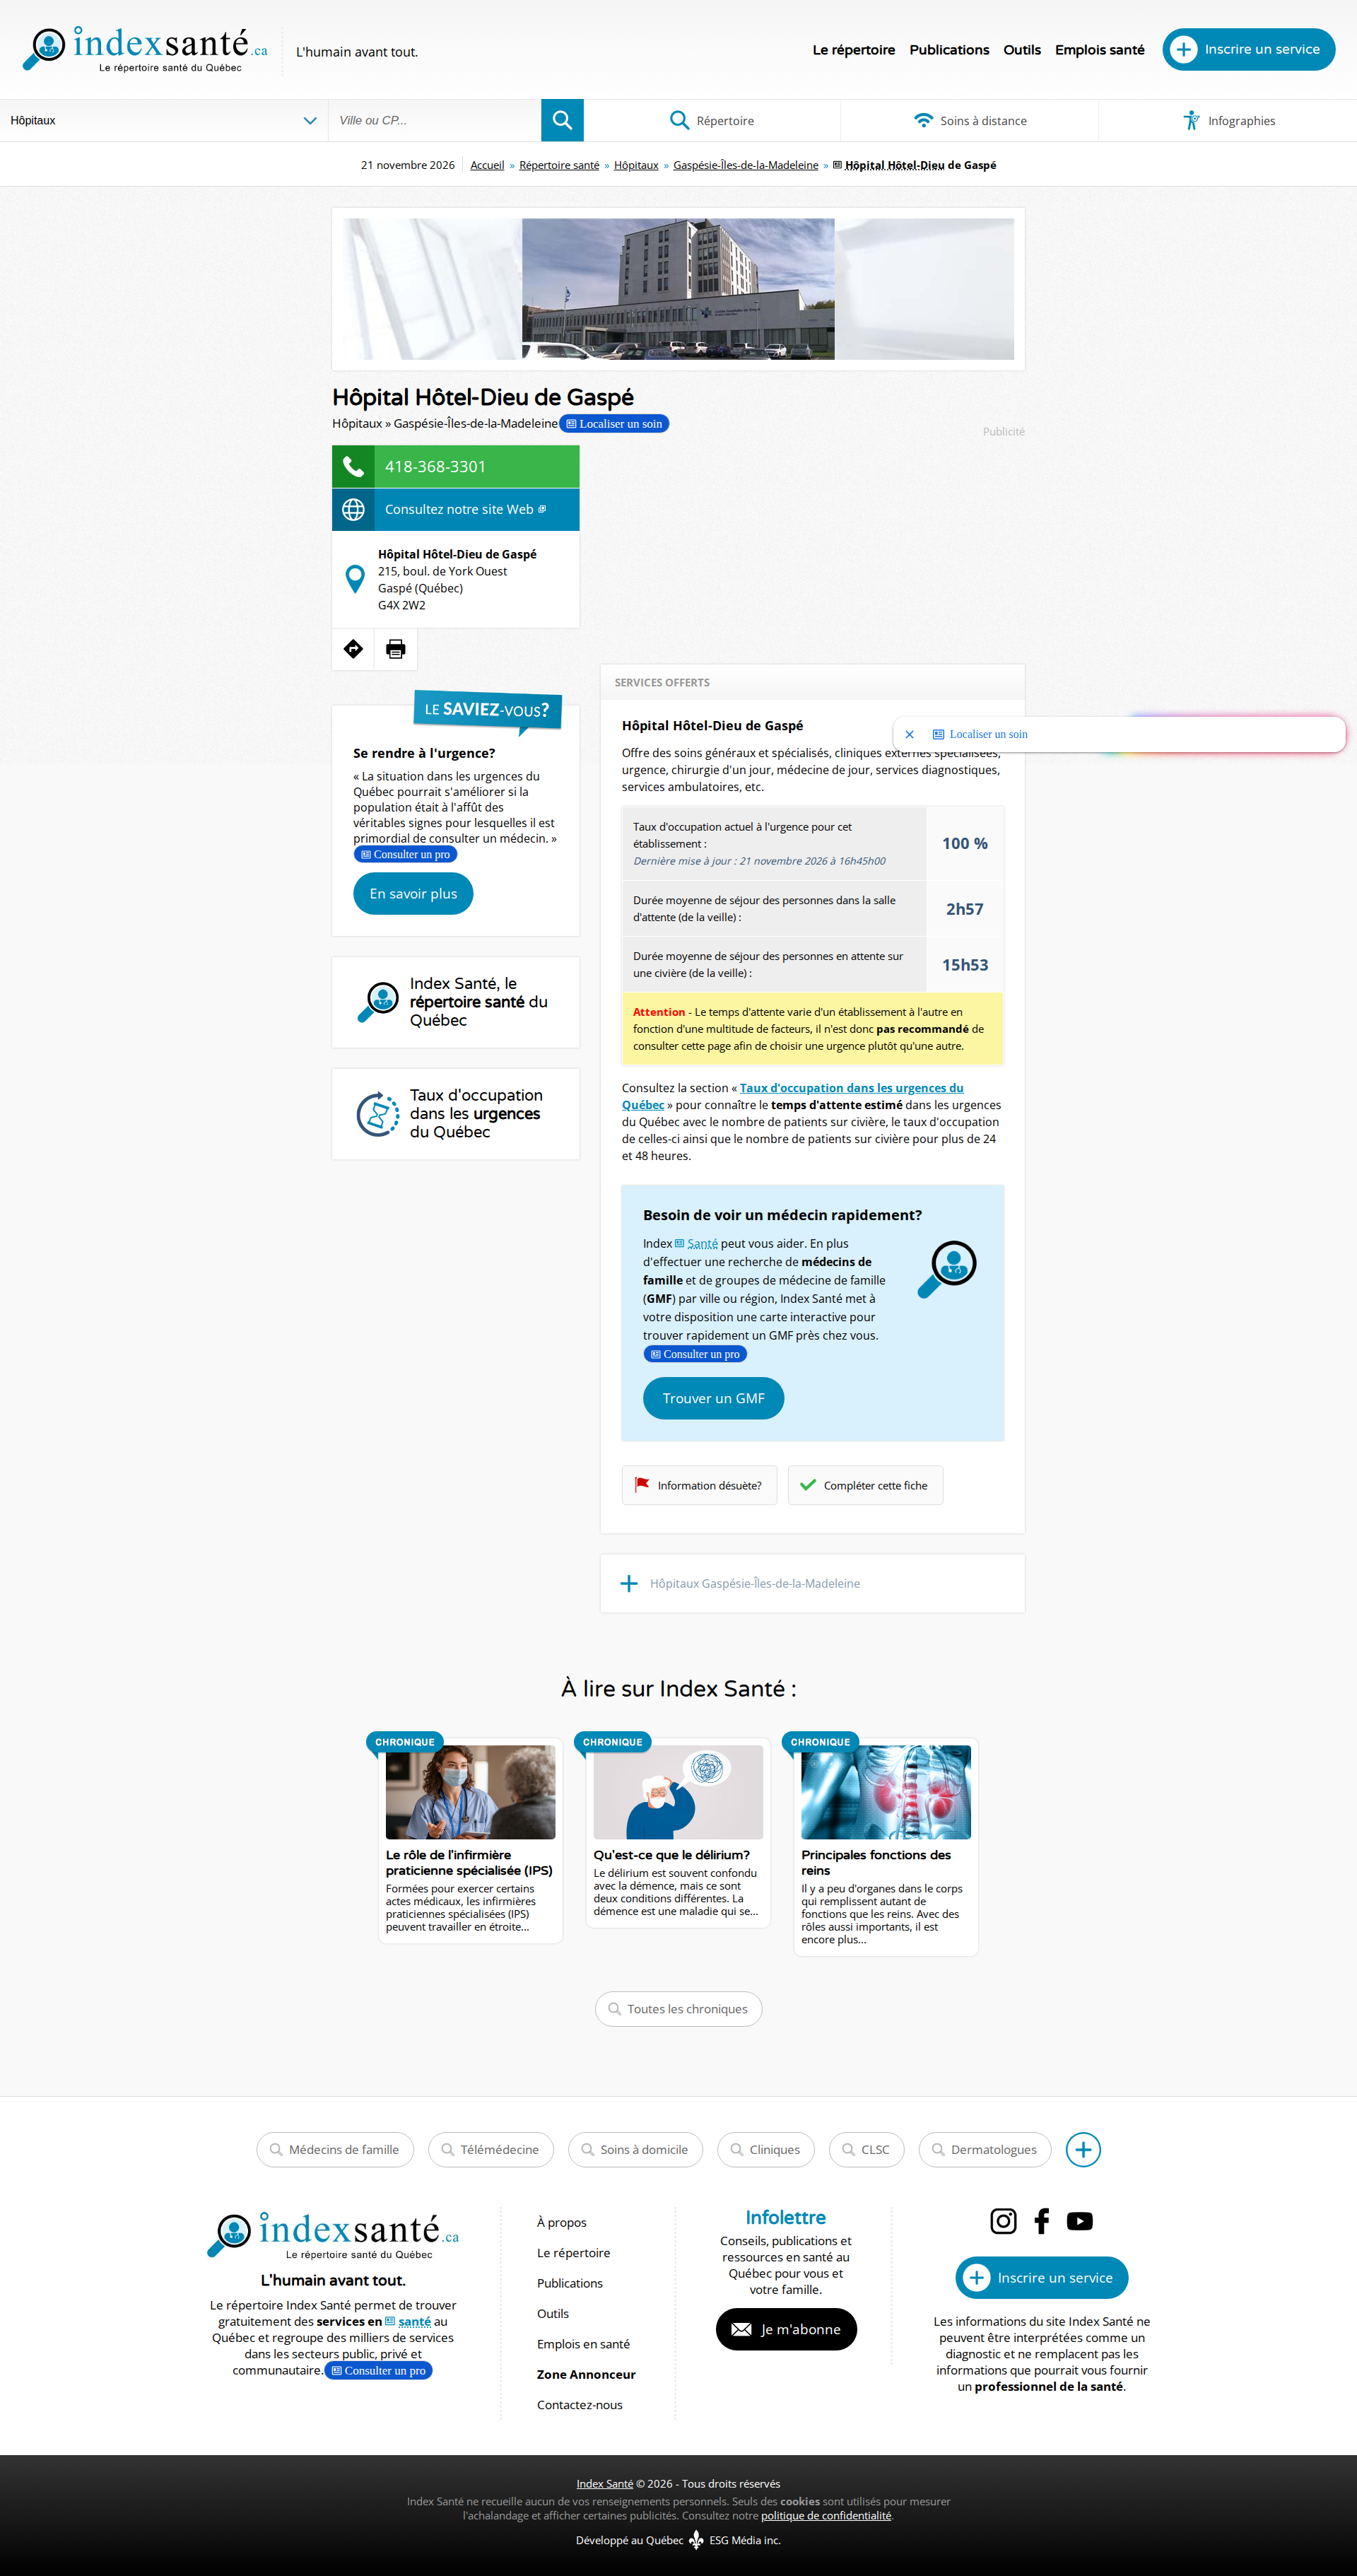 indexsanté.ca
Le répertoire santé du Québec
L'humain avant tout.
Le répertoire
Publications
Outils
Emplois santé
Inscrire un service
Hôpitaux
Ville ou CP...
Répertoire
Soins à distance
Infographies
21 novembre 2026
Accueil » Répertoire santé » Hôpitaux » Gaspésie-Îles-de-la-Madeleine » Hôpital Hôtel-Dieu de Gaspé
Hôpital Hôtel-Dieu de Gaspé
Hôpitaux » Gaspésie-Îles-de-la-Madeleine Localiser un soin
Publicité
418-368-3301
Consultez notre site Web
Hôpital Hôtel-Dieu de Gaspé
215, boul. de York Ouest
Gaspé (Québec)
G4X 2W2
LE SAVIEZ-VOUS?
Se rendre à l'urgence?
« La situation dans les urgences du
Québec pourrait s'améliorer si la
population était à l'affût des
véritables signes pour lesquelles il est
primordial de consulter un médecin. »
Consulter un pro
En savoir plus
Index Santé, le
répertoire santé du
Québec
Taux d'occupation
dans les urgences
du Québec
SERVICES OFFERTS
Hôpital Hôtel-Dieu de Gaspé
Localiser un soin
Offre des soins généraux et spécialisés, cliniques externes spécialisées,
urgence, chirurgie d'un jour, médecine de jour, services diagnostiques,
services ambulatoires, etc.
Taux d'occupation actuel à l'urgence pour cet
établissement :
Dernière mise à jour : 21 novembre 2026 à 16h45h00
100 %
Durée moyenne de séjour des personnes dans la salle
d'attente (de la veille) :
2h57
Durée moyenne de séjour des personnes en attente sur
une civière (de la veille) :
15h53
Attention - Le temps d'attente varie d'un établissement à l'autre en
fonction d'une multitude de facteurs, il n'est donc pas recommandé de
consulter cette page afin de choisir une urgence plutôt qu'une autre.
Consultez la section « Taux d'occupation dans les urgences du
Québec » pour connaître le temps d'attente estimé dans les urgences
du Québec avec le nombre de patients sur civière, le taux d'occupation
de celles-ci ainsi que le nombre de patients sur civière pour plus de 24
et 48 heures.
Besoin de voir un médecin rapidement?
Index Santé peut vous aider. En plus
d'effectuer une recherche de médecins de
famille et de groupes de médecine de famille
(GMF) par ville ou région, Index Santé met à
votre disposition une carte interactive pour
trouver rapidement un GMF près chez vous.
Consulter un pro
Trouver un GMF
Information désuète?
Compléter cette fiche
Hôpitaux Gaspésie-Îles-de-la-Madeleine
À lire sur Index Santé :
CHRONIQUE
Le rôle de l'infirmière
praticienne spécialisée (IPS)
Formées pour exercer certains
actes médicaux, les infirmières
praticiennes spécialisées (IPS)
peuvent travailler en étroite...
CHRONIQUE
Qu'est-ce que le délirium?
Le délirium est souvent confondu
avec la démence, mais ce sont
deux conditions différentes. La
démence est une maladie qui se...
CHRONIQUE
Principales fonctions des
reins
Il y a peu d'organes dans le corps
qui remplissent autant de
fonctions que les reins. Avec des
rôles aussi importants, il est
encore plus...
Toutes les chroniques
Médecins de famille
Télémédecine
Soins à domicile
Cliniques
CLSC
Dermatologues
indexsanté.ca
Le répertoire santé du Québec
L'humain avant tout.
Le répertoire Index Santé permet de trouver
gratuitement des services en santé au
Québec et regroupe des milliers de services
dans les secteurs public, privé et
communautaire. Consulter un pro
À propos
Le répertoire
Publications
Outils
Emplois en santé
Zone Annonceur
Contactez-nous
Infolettre
Conseils, publications et
ressources en santé au
Québec pour vous et
votre famille.
Je m'abonne
Inscrire un service
Les informations du site Index Santé ne
peuvent être interprétées comme un
diagnostic et ne remplacent pas les
informations que pourrait vous fournir
un professionnel de la santé.
Index Santé © 2026 - Tous droits réservés
Index Santé ne recueille aucun de vos renseignements personnels. Seuls des cookies sont utilisés pour mesurer
l'achalandage et afficher certaines publicités. Consultez notre politique de confidentialité.
Développé au Québec ESG Média inc.